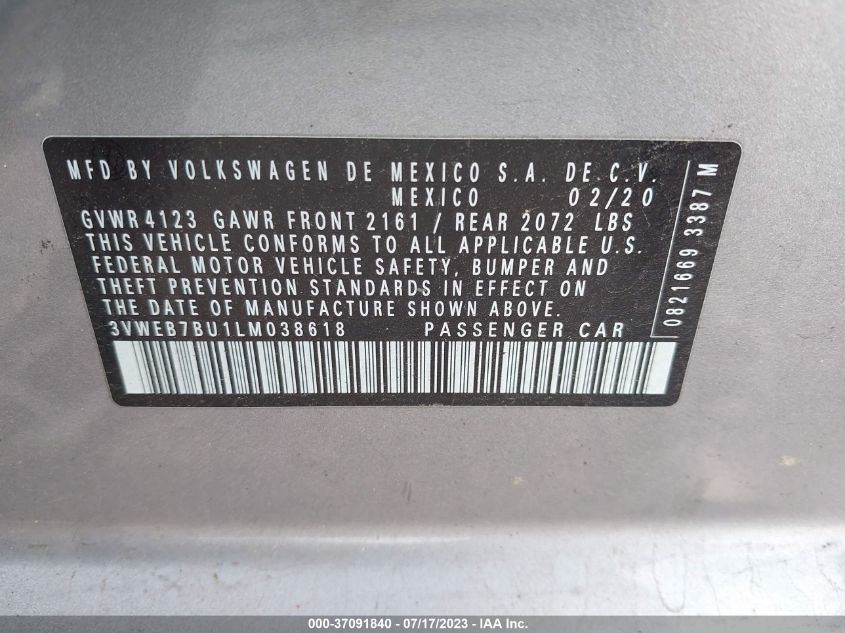 MFD BY VOLKSWAGEN DE MEXICO S.A. DE C.V.
MEXICO 02/20
GVWR 4123 GAWR FRONT 2161 / REAR 2072 LBS
THIS VEHICLE CONFORMS TO ALL APPLICABLE U.S.
FEDERAL MOTOR VEHICLE SAFETY, BUMPER AND
THEFT PREVENTION STANDARDS IN EFFECT ON
THE DATE OF MANUFACTURE SHOWN ABOVE.
3VWEB7BU1LM038618 PASSENGER CAR
0821669 3387 M
000-37091840 - 07/17/2023 - IAA Inc.